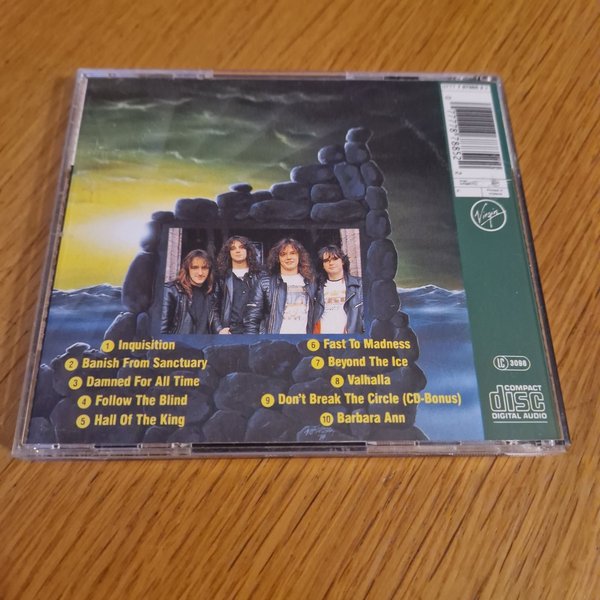 1 Inquisition
2 Banish From Sanctuary
3 Damned For All Time
4 Follow The Blind
5 Hall Of The King
6 Fast To Madness
7 Beyond The Ice
8 Valhalla
9 Don't Break The Circle (CD-Bonus)
10 Barbara Ann
Virgin
LC 3098
COMPACT
disc
DIGITAL AUDIO